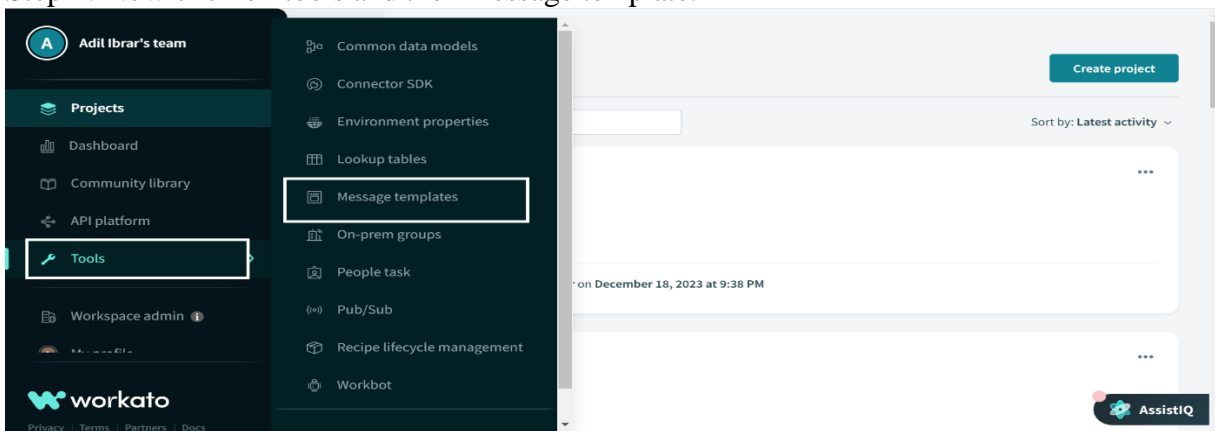 A Adil Ibrar's team
Projects
Dashboard
Community library
API platform
Tools
Workspace admin
workato
Privacy | Terms | Partners | Docs
Common data models
Connector SDK
Environment properties
Lookup tables
Message templates
On-prem groups
People task
Pub/Sub
Recipe lifecycle management
Workbot
Create project
Sort by: Latest activity
on December 18, 2023 at 9:38 PM
AssistIQ